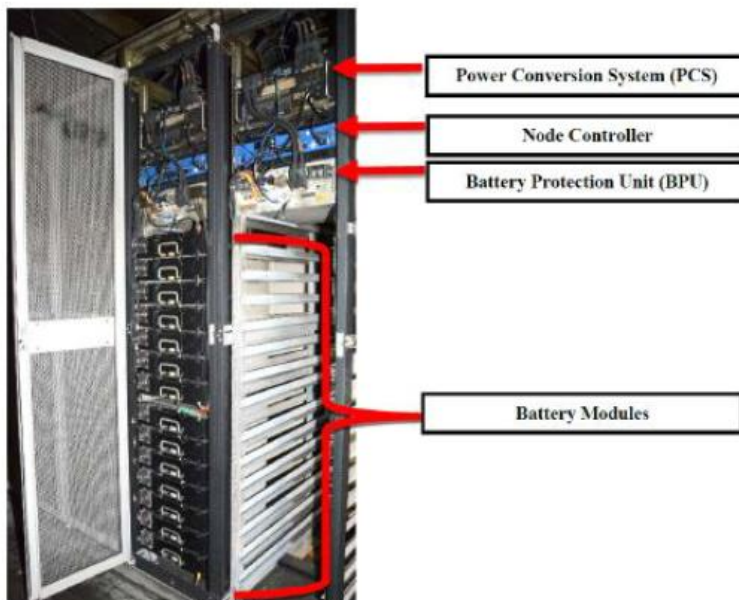 Power Conversion System (PCS)
Node Controller
Battery Protection Unit (BPU)
Battery Modules